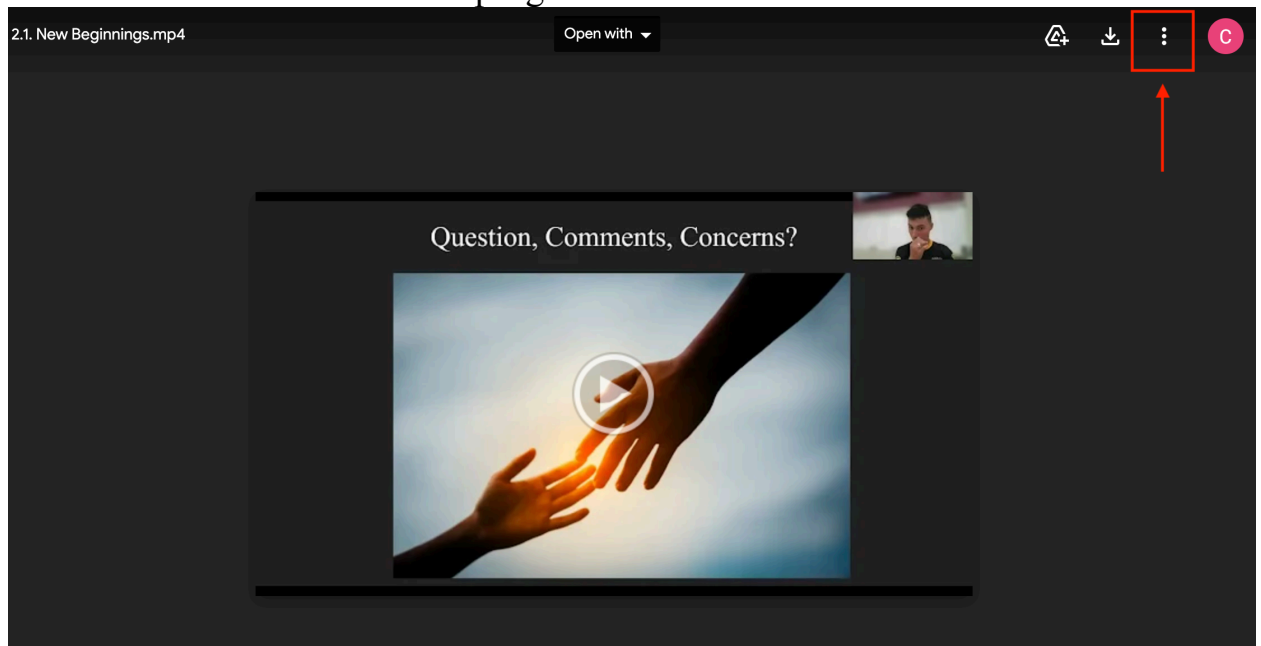 2.1. New Beginnings.mp4
Open with
C
Question, Comments, Concerns?